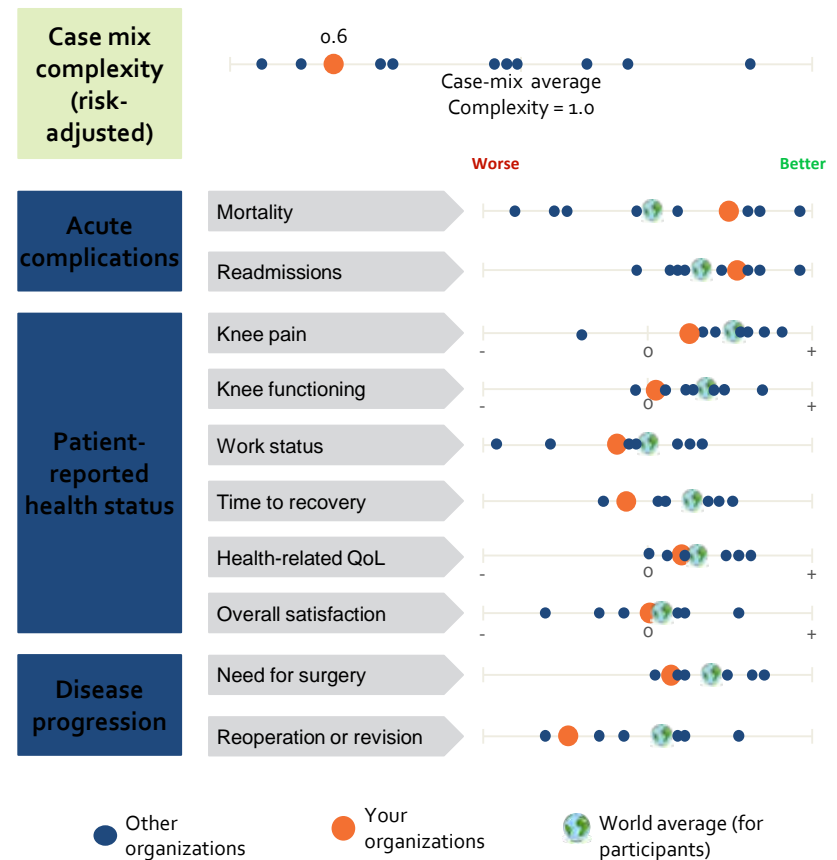 Case mix
complexity
(risk-
adjusted)
0.6
Case-mix average
Complexity = 1.0
Worse
Better
Acute
complications
Mortality
Readmissions
Patient-
reported
health status
Knee pain
-
0
+
Knee functioning
-
0
+
Work status
Time to recovery
Health-related QoL
-
0
+
Overall satisfaction
-
0
+
Disease
progression
Need for surgery
Reoperation or revision
Other
organizations
Your
organizations
World average (for
participants)